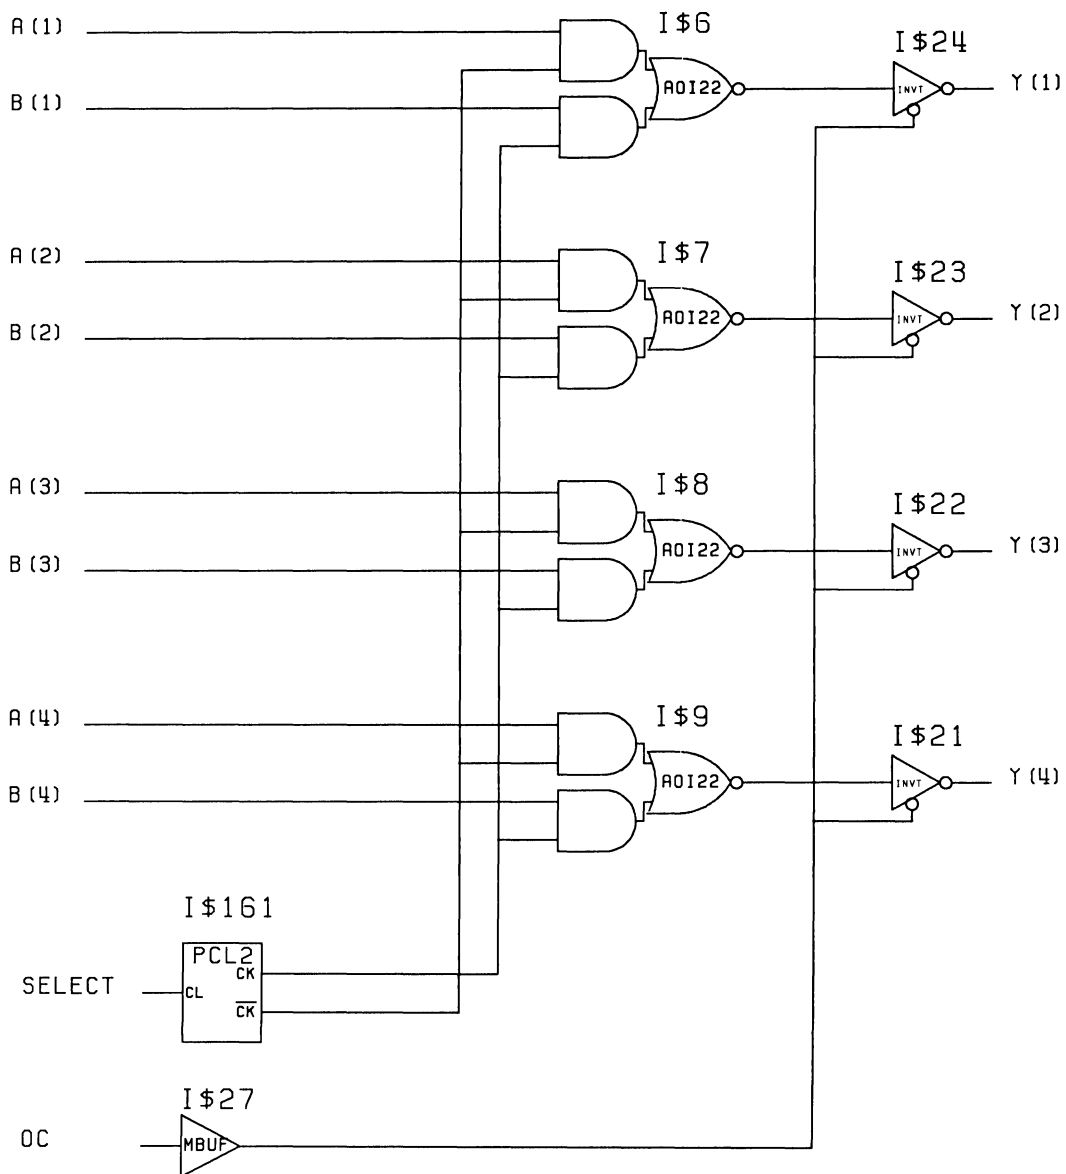 A(1)
I$6
I$24
AOI22
INVT
Y(1)
B(1)
A(2)
I$7
I$23
AOI22
INVT
Y(2)
B(2)
A(3)
I$8
I$22
AOI22
INVT
Y(3)
B(3)
A(4)
I$9
I$21
AOI22
INVT
Y(4)
B(4)
I$161
PCL2
CK
SELECT
CL
C̅K̅
I$27
OC
MBUF